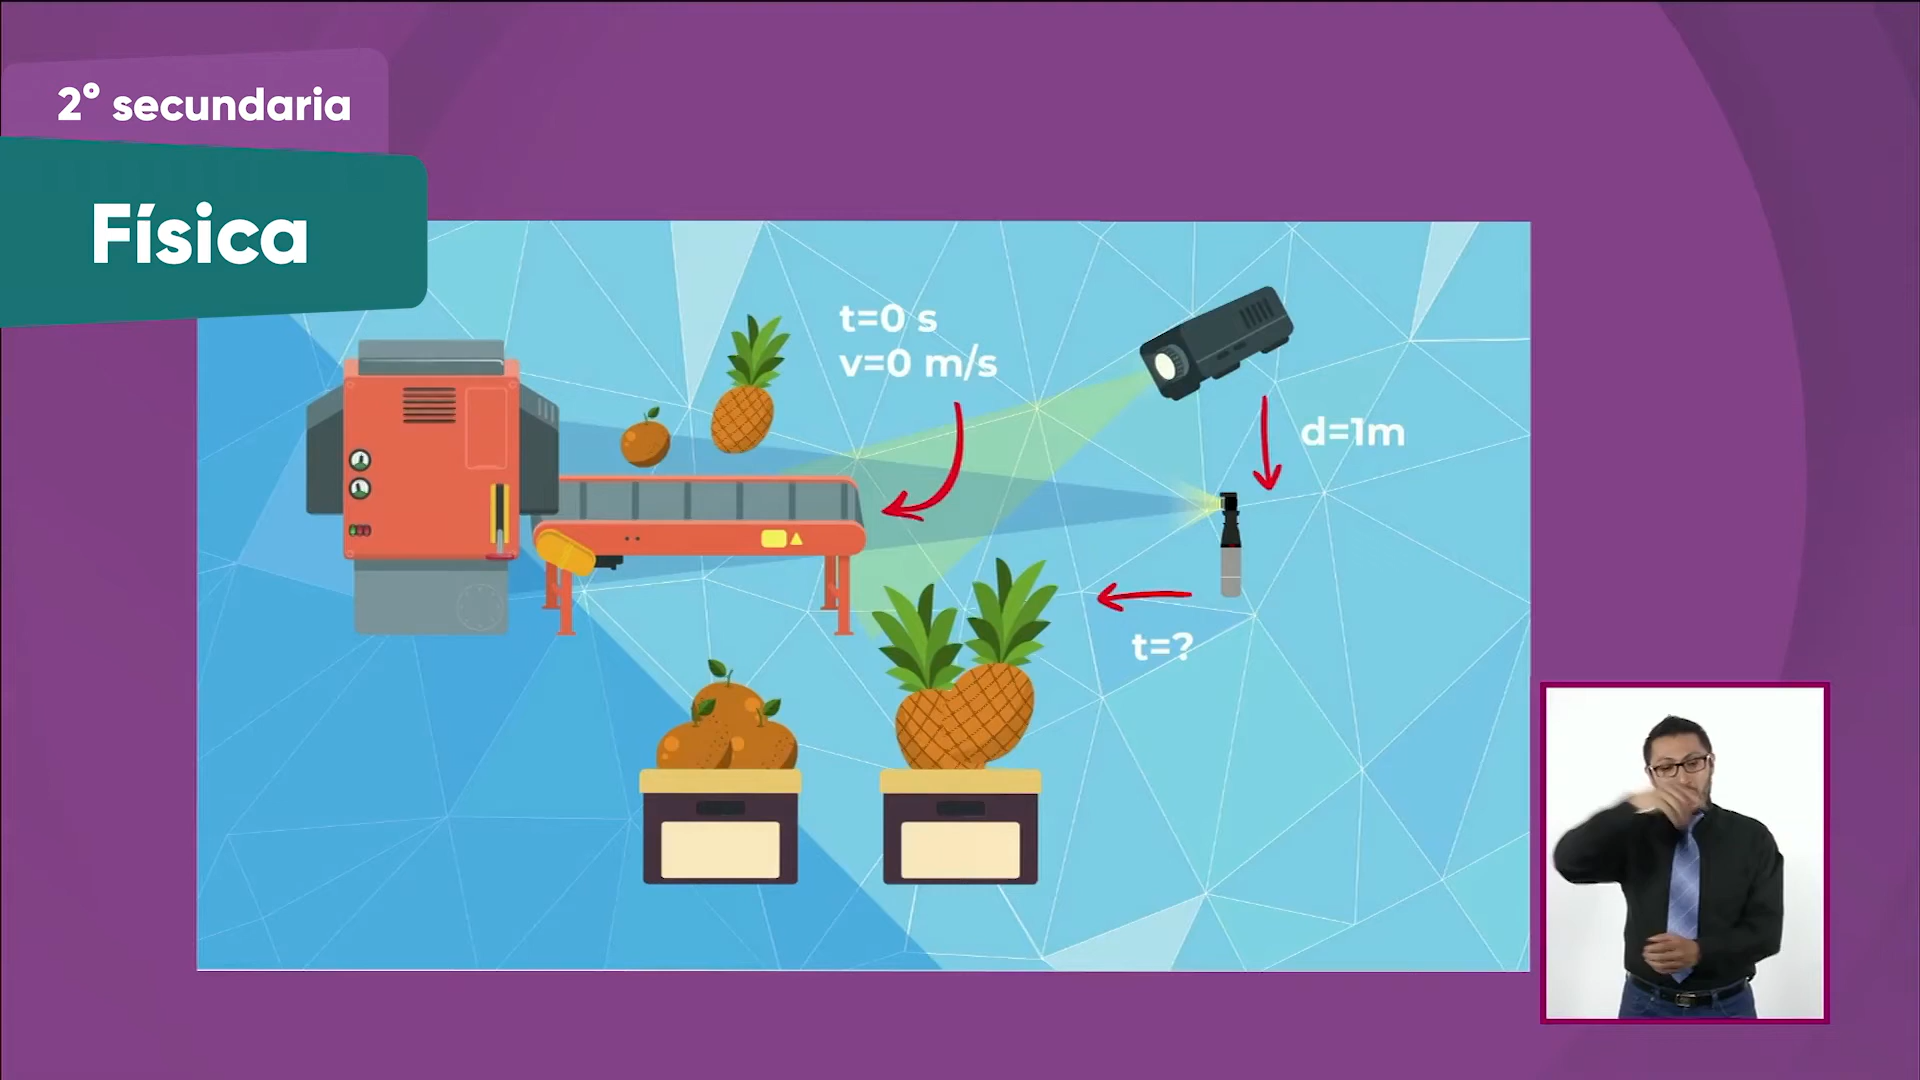 2° secundaria
Física
t=0 s
v=0 m/s
d=1m
t=?